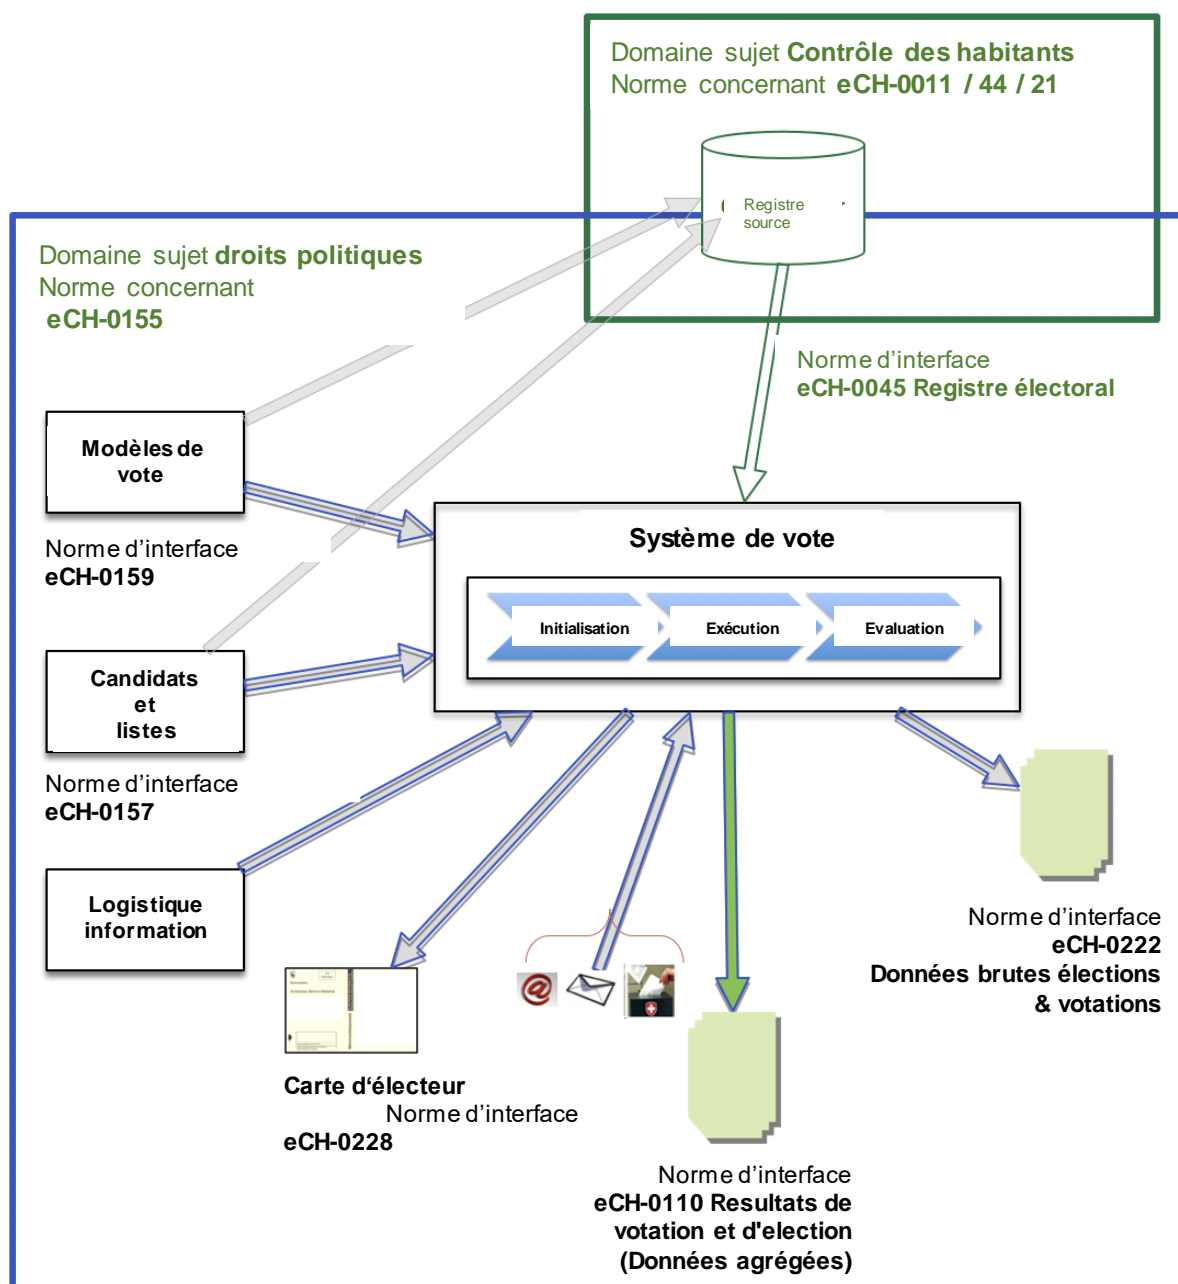 Domaine sujet Contrôle des habitants
Norme concernant eCH-0011 / 44 / 21
Registre
source
Domaine sujet droits politiques
Norme concernant
eCH-0155
Norme d'interface
eCH-0045 Registre électoral
Modèles de
vote
Norme d'interface
eCH-0159
Système de vote
Initialisation
Exécution
Evaluation
Candidats
et
listes
Norme d'interface
eCH-0157
Logistique
information
Norme d'interface
eCH-0222
Données brutes élections
& votations
@
Carte d'électeur
Norme d'interface
eCH-0228
Norme d'interface
eCH-0110 Resultats de
votation et d'election
(Données agrégées)